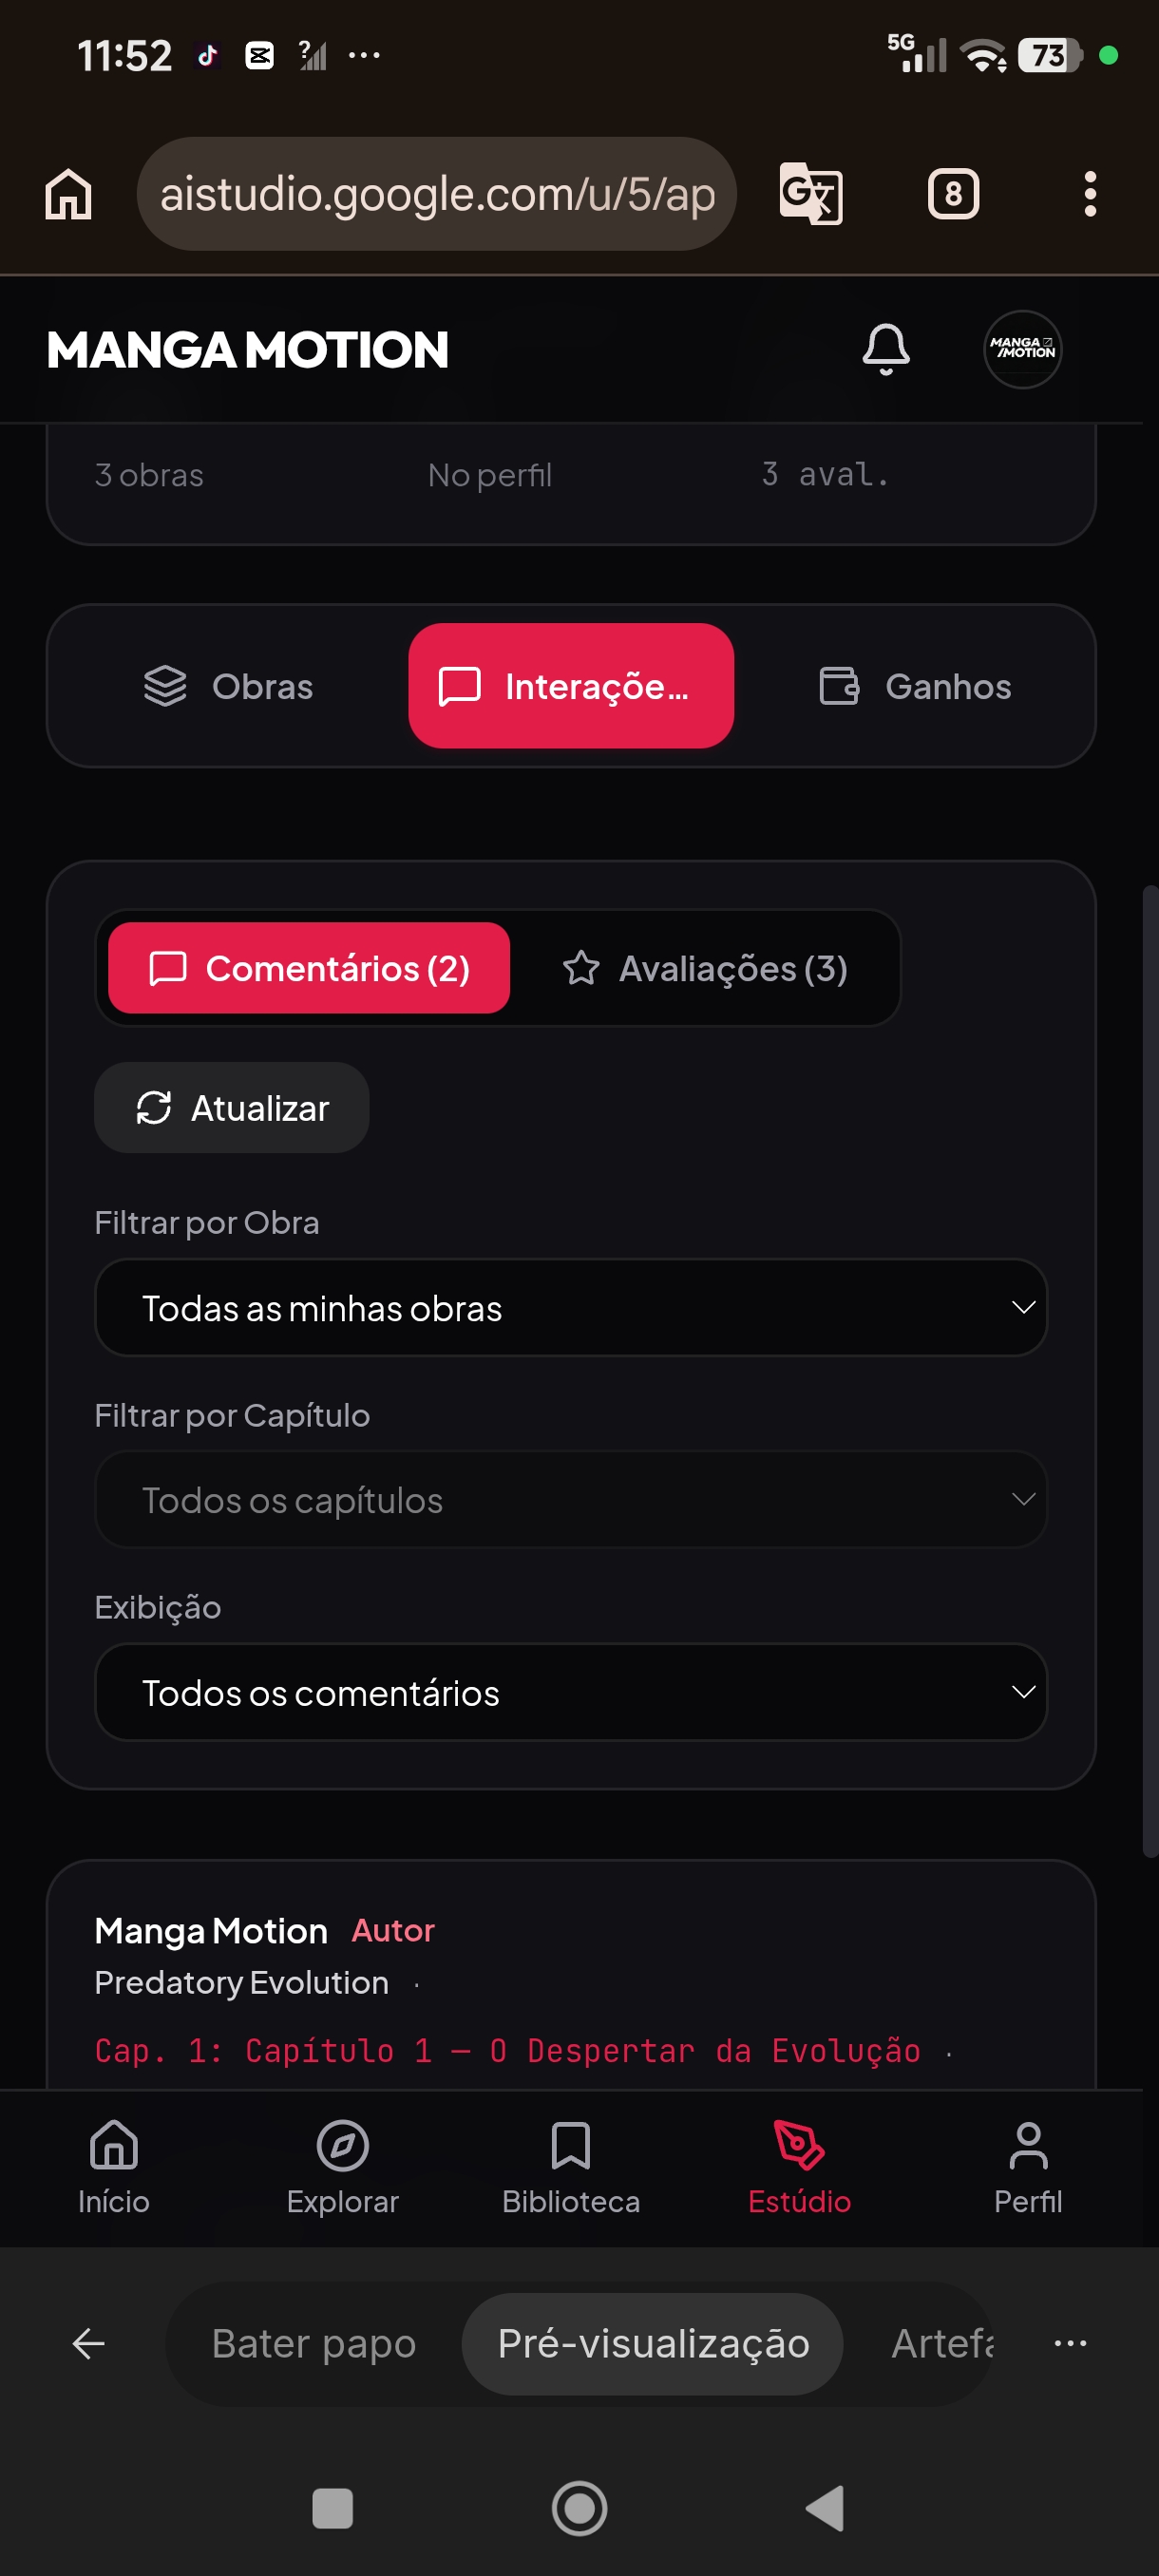 11:52
5G
73
aistudio.google.com/u/5/ap
8
MANGA MOTION
MANGA
MOTION
3 obras No perfil 3 aval.
Obras Interaçõe... Ganhos
Comentários (2) Avaliações (3)
Atualizar
Filtrar por Obra
Todas as minhas obras
Filtrar por Capítulo
Todos os capítulos
Exibição
Todos os comentários
Manga Motion Autor
Predatory Evolution ·
Cap. 1: Capítulo 1 — O Despertar da Evolução ·
Início Explorar Biblioteca Estúdio Perfil
Bater papo Pré-visualização Artefa